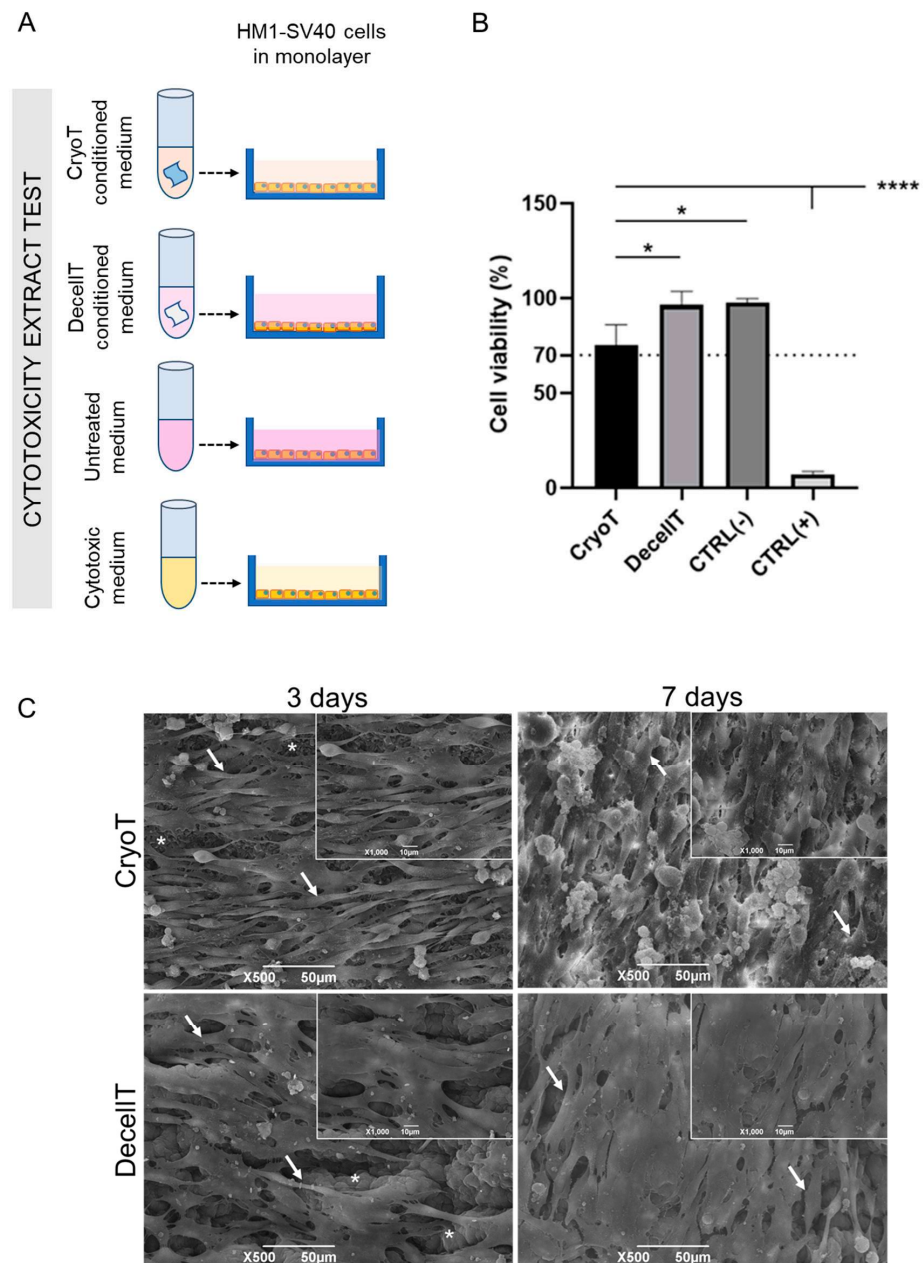 A
HM1-SV40 cells
in monolayer
CYTOTOXICITY EXTRACT TEST
CryoT
conditioned
medium
DecellT
conditioned
medium
Untreated
medium
Cytotoxic
medium
B
****
*
*
Cell viability (%)
150
100
70
50
0
CryoT
DecellT
CTRL(-)
CTRL(+)
C
3 days
7 days
CryoT
*
*
X1,000 10µm
X500 50µm
X1,000 10µm
X500 50µm
DecellT
*
*
X1,000 10µm
X500 50µm
X1,000 10µm
X500 50µm